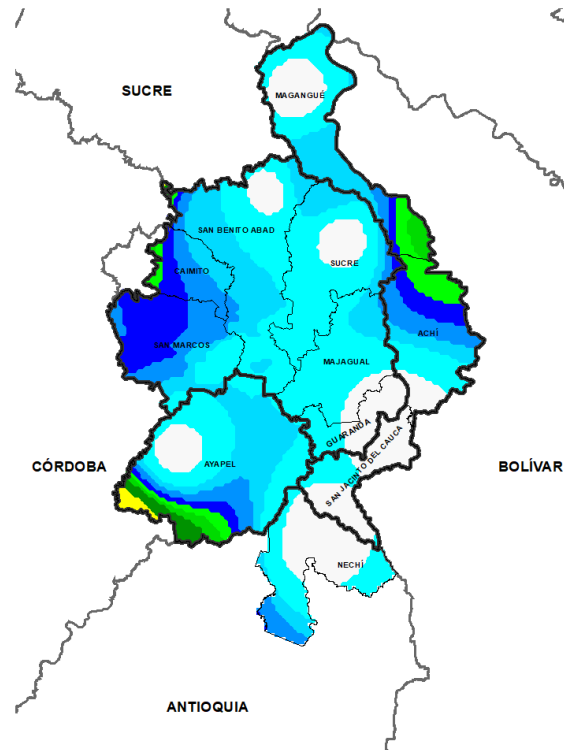 SUCRE
MAGANGUÉ
SAN BENITO ABAD
SUCRE
CAIMITO
ACHÍ
SAN MARCOS
MAJAGUAL
GUARANDA
CÓRDOBA
AYAPEL
SAN JACINTO DEL CAUCA
BOLÍVAR
NECHÍ
ANTIOQUIA